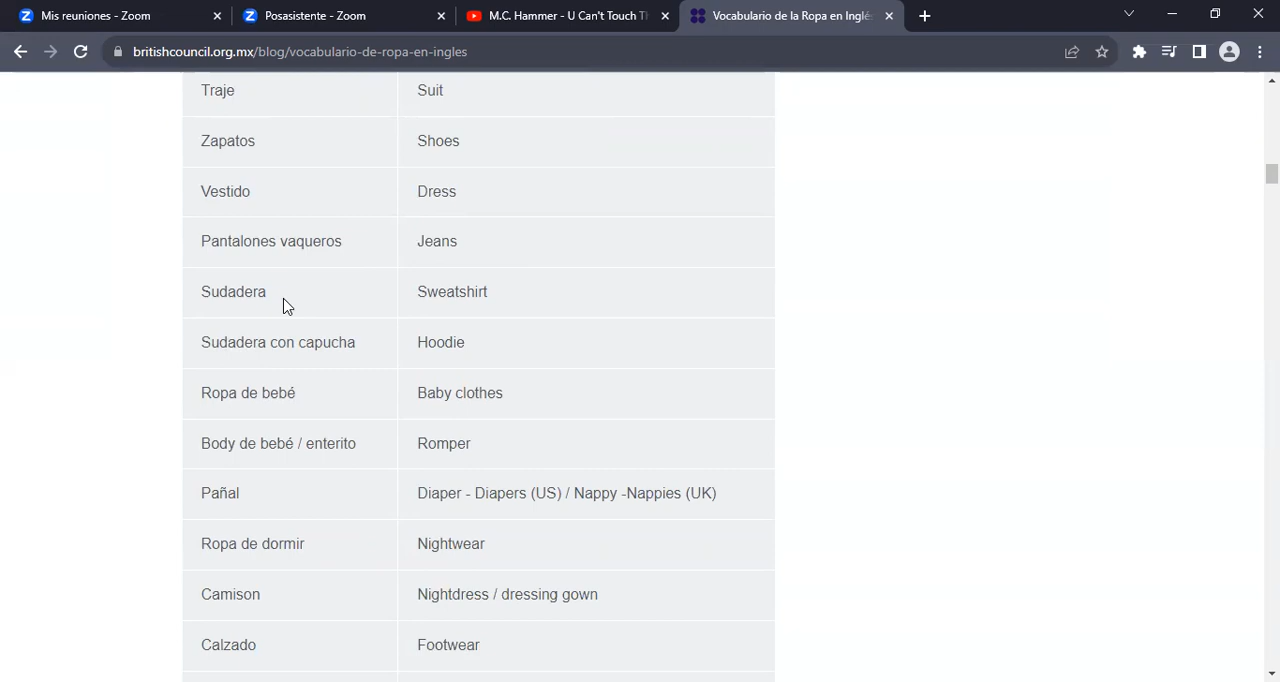 Mis reuniones - Zoom
Posasistente - Zoom
M.C. Hammer - U Can't Touch Th
Vocabulario de la Ropa en Inglés
britishcouncil.org.mx/blog/vocabulario-de-ropa-en-ingles
Traje Suit
Zapatos Shoes
Vestido Dress
Pantalones vaqueros Jeans
Sudadera Sweatshirt
Sudadera con capucha Hoodie
Ropa de bebé Baby clothes
Body de bebé / enterito Romper
Pañal Diaper - Diapers (US) / Nappy -Nappies (UK)
Ropa de dormir Nightwear
Camison Nightdress / dressing gown
Calzado Footwear